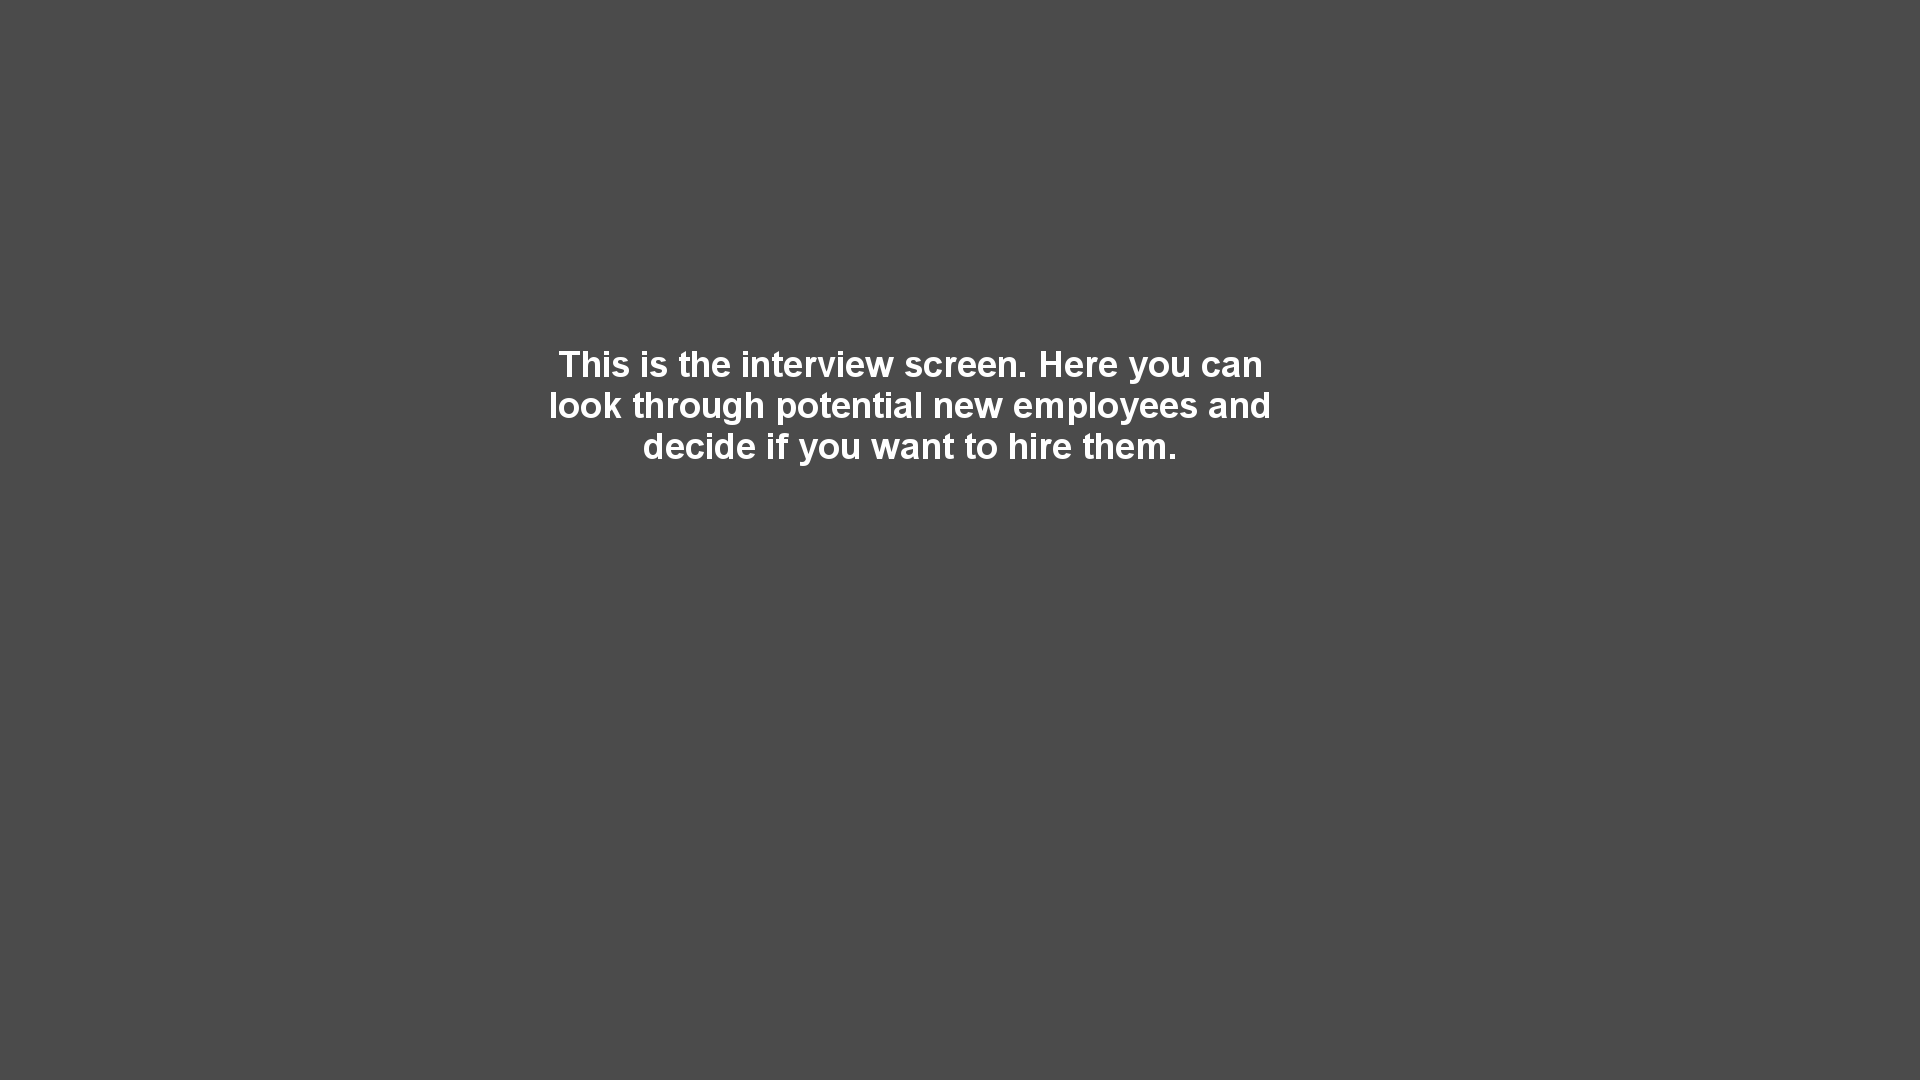 This is the interview screen. Here you can
look through potential new employees and
decide if you want to hire them.